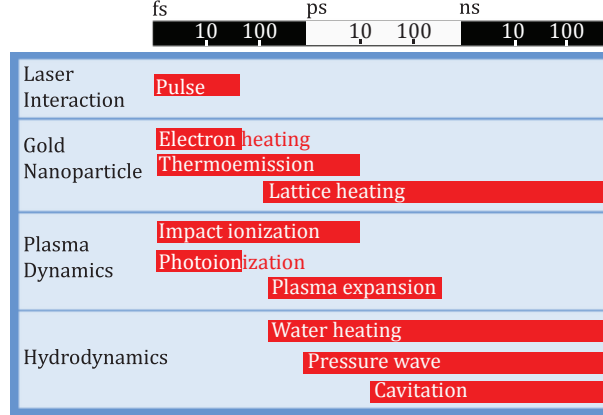 fs ps ns
10 100 10 100 10 100
Laser
Interaction
Pulse
Gold
Nanoparticle
Electron heating
Thermoemission
Lattice heating
Plasma
Dynamics
Impact ionization
Photoionization
Plasma expansion
Hydrodynamics
Water heating
Pressure wave
Cavitation